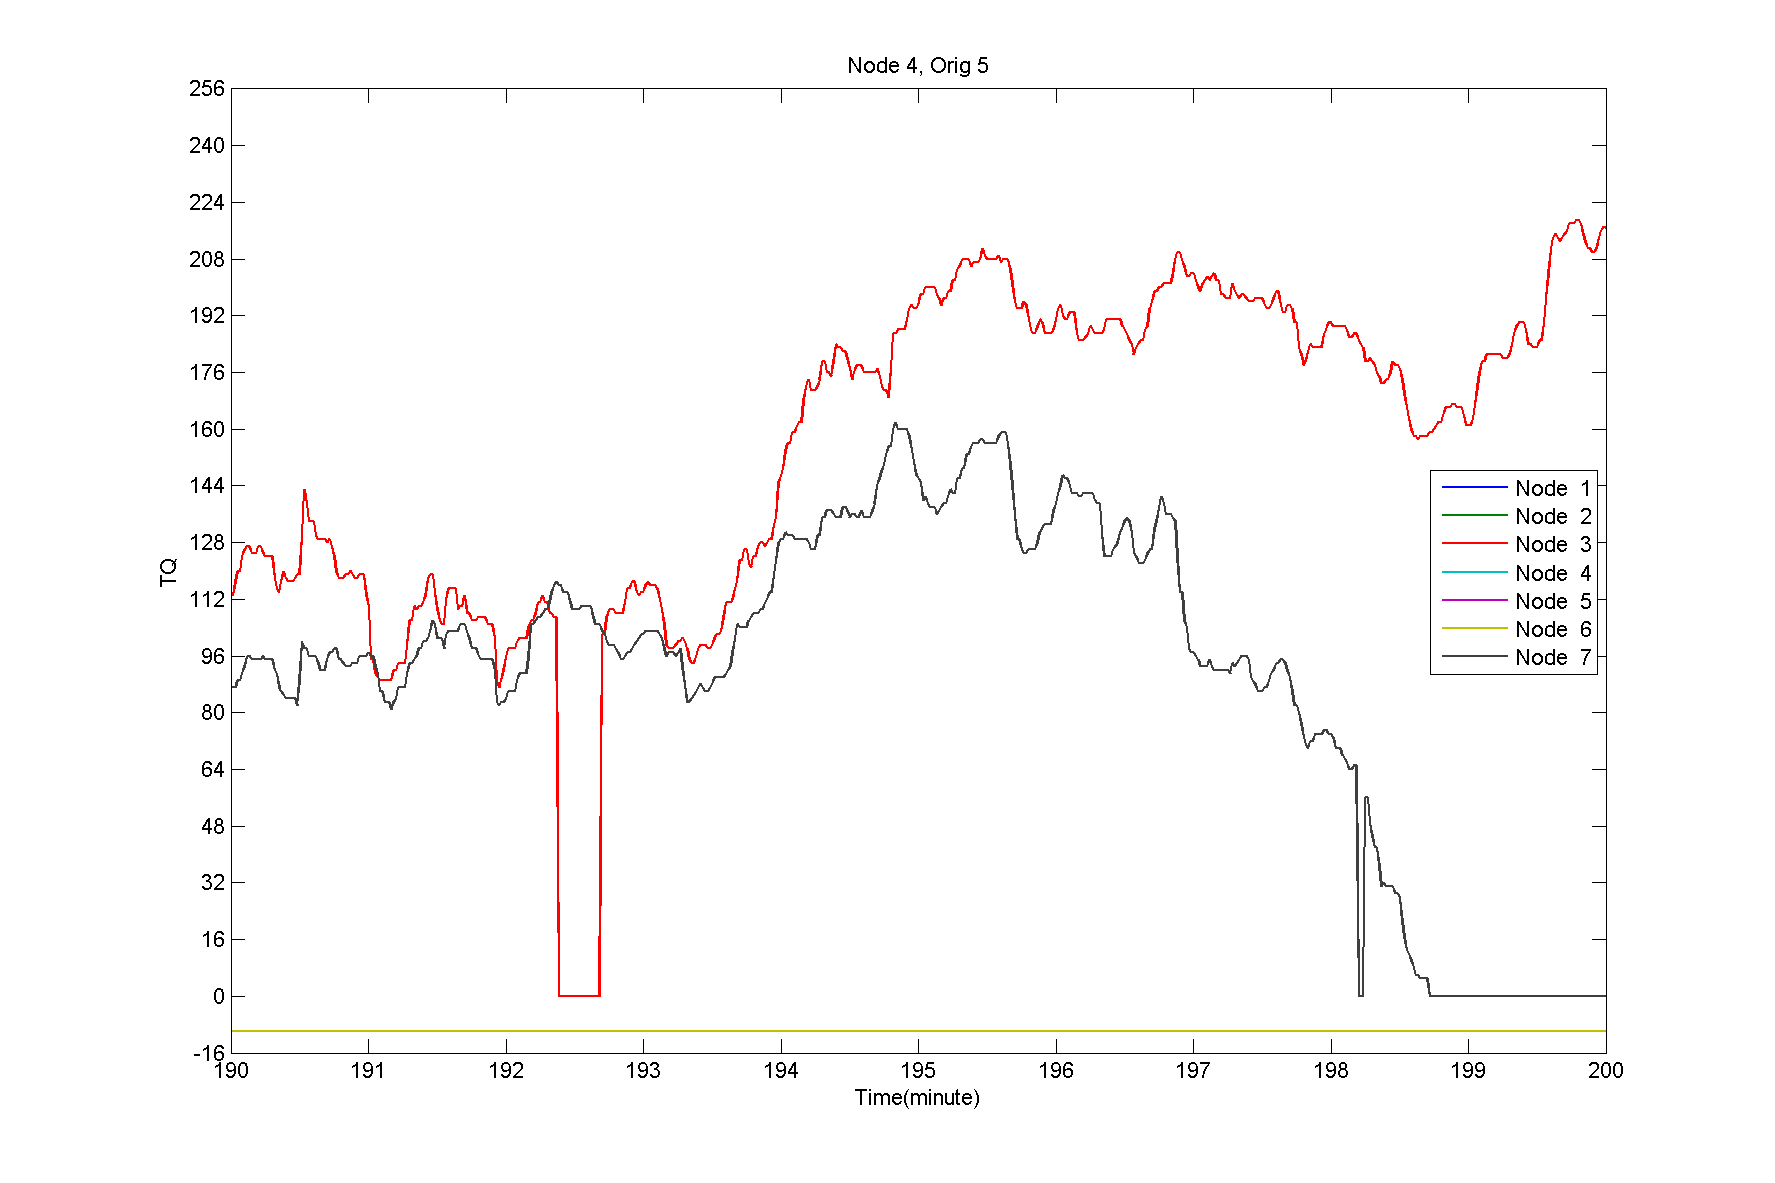 Node 4, Orig 5
256
240
224
208
192
176
160
144
128
112
96
80
64
48
32
16
0
-16
TQ
Node 1
Node 2
Node 3
Node 4
Node 5
Node 6
Node 7
190 191 192 193 194 195 196 197 198 199 200
Time(minute)